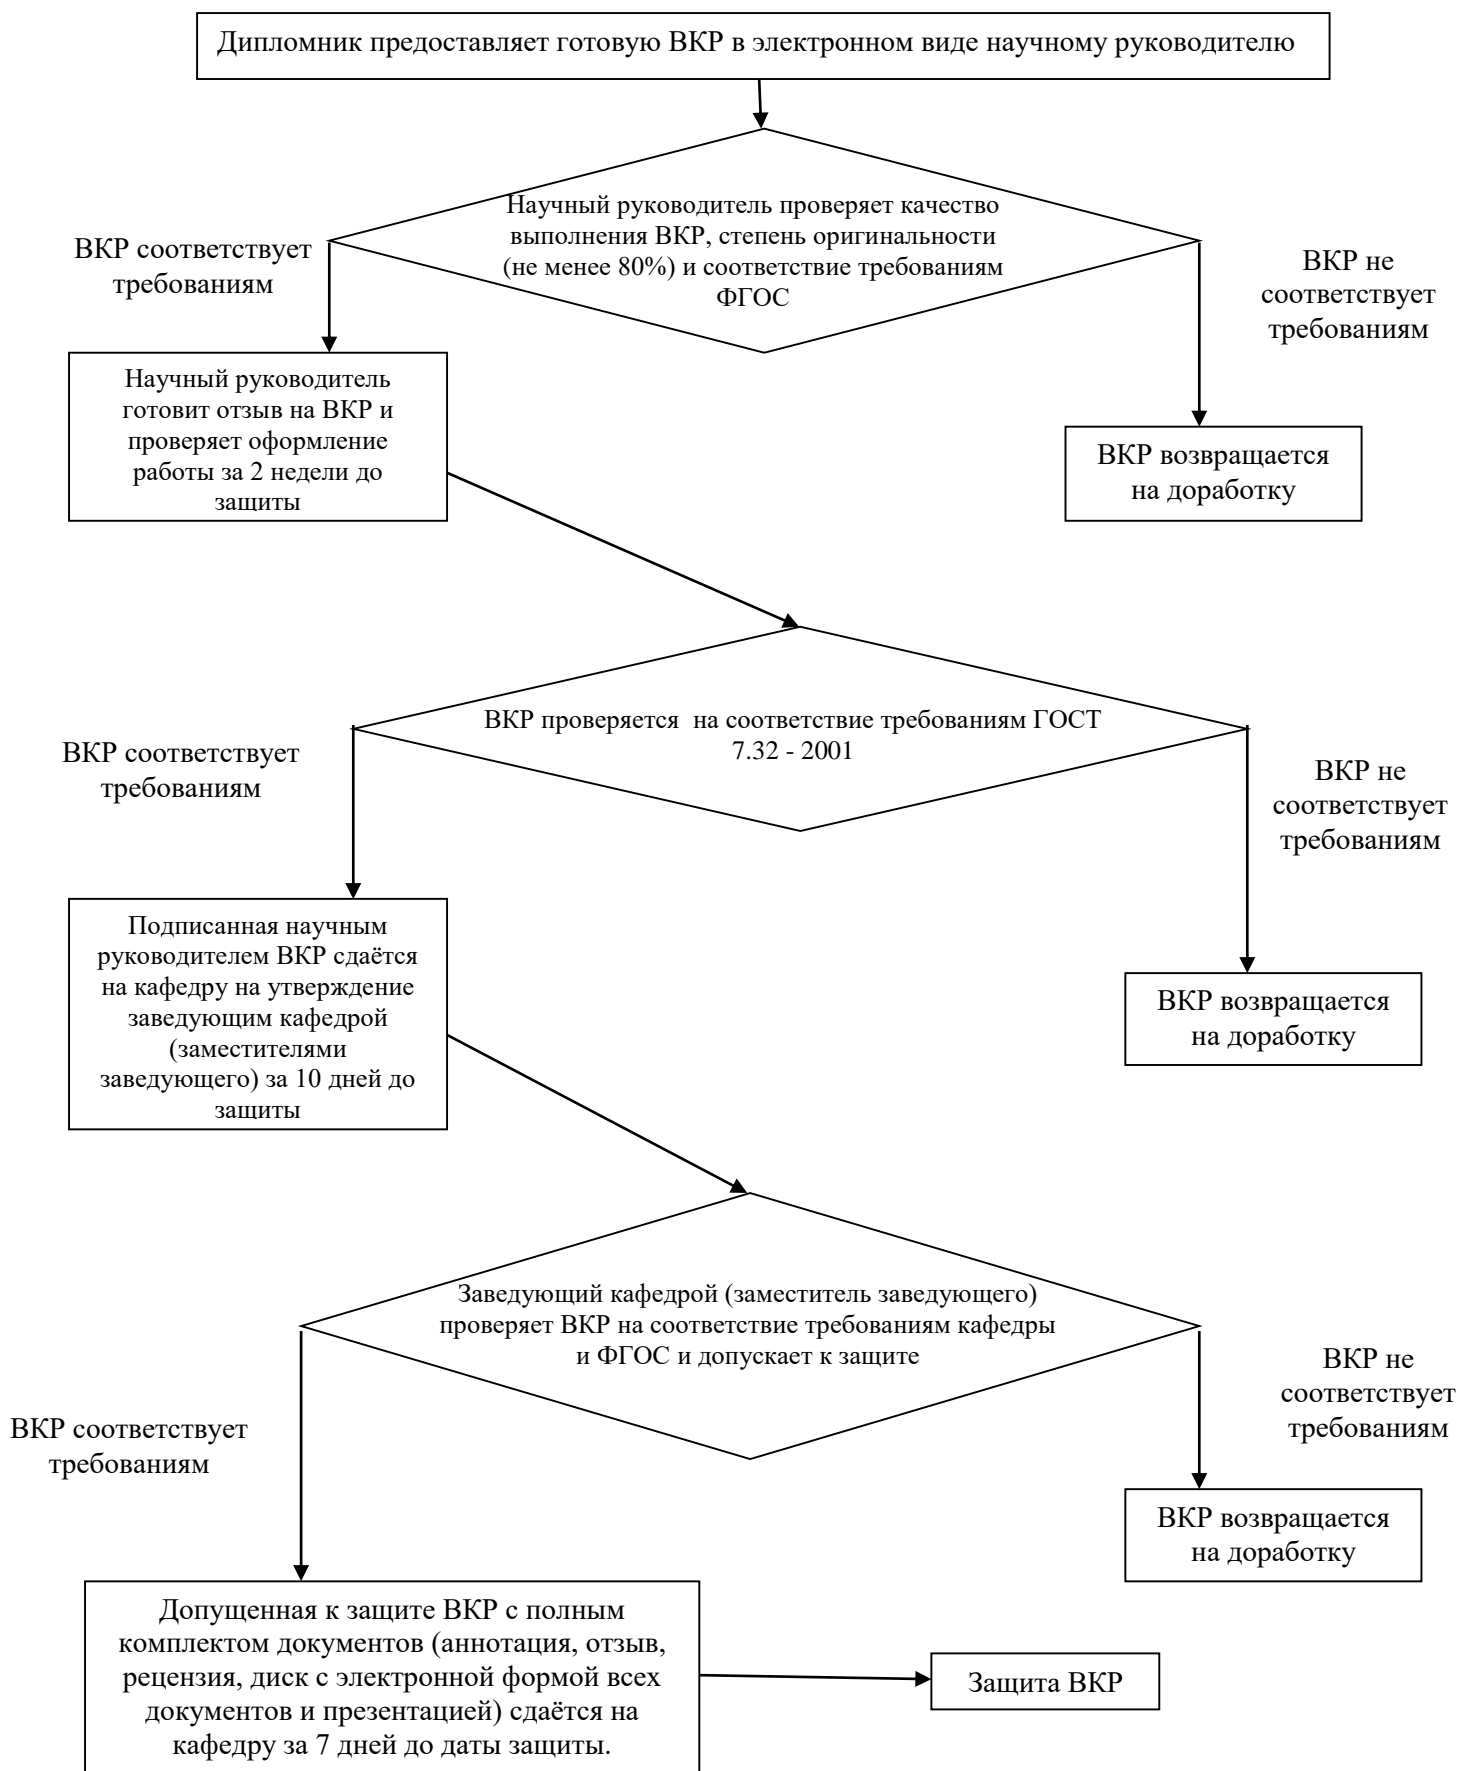 Дипломник предоставляет готовую ВКР в электронном виде научному руководителю
Научный руководитель проверяет качество
выполнения ВКР, степень оригинальности
(не менее 80%) и соответствие требованиям
ФГОС
ВКР соответствует
требованиям
ВКР не
соответствует
требованиям
Научный руководитель
готовит отзыв на ВКР и
проверяет оформление
работы за 2 недели до
защиты
ВКР возвращается
на доработку
ВКР проверяется  на соответствие требованиям ГОСТ
7.32 - 2001
ВКР соответствует
требованиям
ВКР не
соответствует
требованиям
Подписанная научным
руководителем ВКР сдаётся
на кафедру на утверждение
заведующим кафедрой
(заместителями
заведующего) за 10 дней до
защиты
ВКР возвращается
на доработку
Заведующий кафедрой (заместитель заведующего)
проверяет ВКР на соответствие требованиям кафедры
и ФГОС и допускает к защите
ВКР соответствует
требованиям
ВКР не
соответствует
требованиям
ВКР возвращается
на доработку
Допущенная к защите ВКР с полным
комплектом документов (аннотация, отзыв,
рецензия, диск с электронной формой всех
документов и презентацией) сдаётся на
кафедру за 7 дней до даты защиты.
Защита ВКР